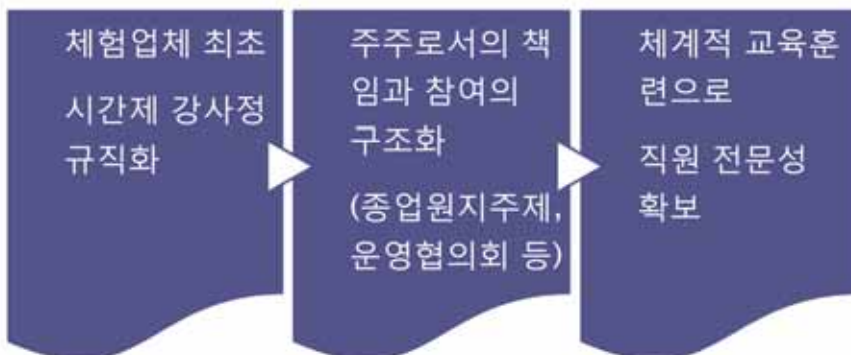 체험업체 최초
시간제 강사정
규직화
주주로서의 책
임과 참여의
구조화
(종업원지주제,
운영협의회 등)
체계적 교육훈
련으로
직원 전문성
확보